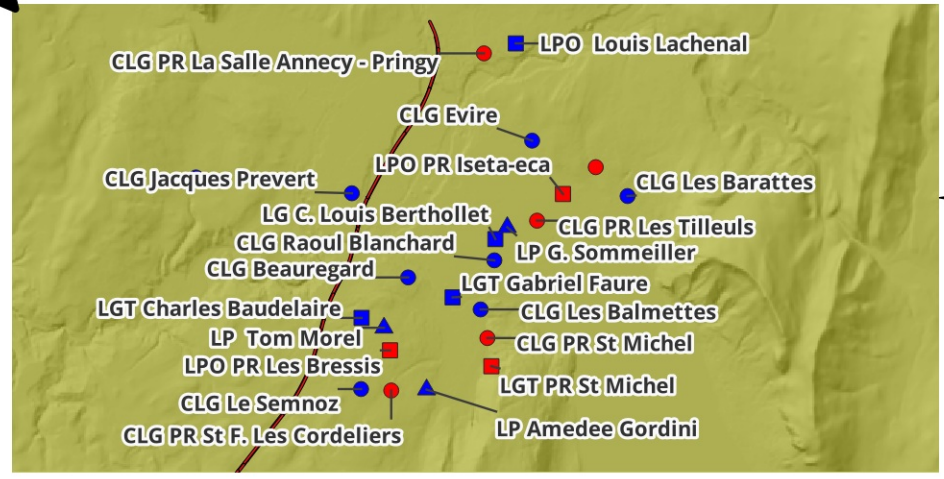 LPO Louis Lachenal
CLG PR La Salle Annecy - Pringy
CLG Evire
LPO PR Iseta-eca
CLG Jacques Prevert
CLG Les Barattes
LG C. Louis Berthollet
CLG PR Les Tilleuls
CLG Raoul Blanchard
LP G. Sommeiller
CLG Beauregard
LGT Gabriel Faure
LGT Charles Baudelaire
CLG Les Balmettes
LP Tom Morel
CLG PR St Michel
LPO PR Les Bressis
LGT PR St Michel
CLG Le Semnoz
LP Amedee Gordini
CLG PR St F. Les Cordeliers